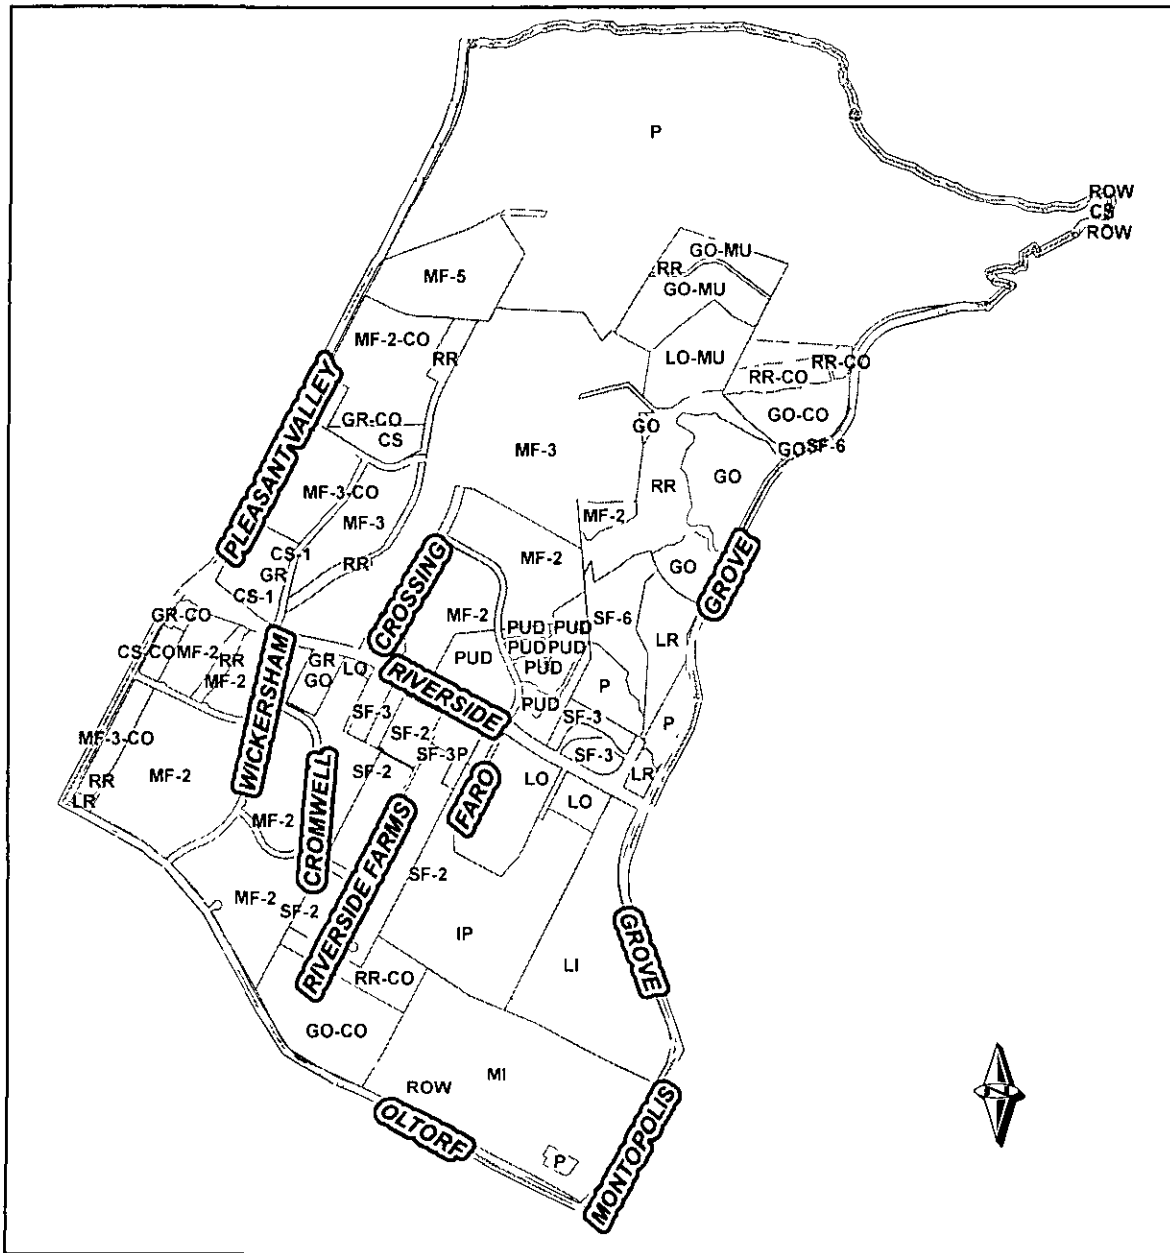 P
ROW
CS
ROW
GO-MU
RR
GO-MU
MF-5
MF-2-CO
RR
LO-MU
RR-CO
RR-CO
GO-CO
GR-CO
CS
GO
GO
SF-6
PLEASANT VALLEY
MF-3
MF-3-CO
RR
GO
MF-3
MF-2
CS-1
GR
RR
CS-1
CROSSING
MF-2
GO
GROVE
GR-CO
MF-2
PUD
PUD
SF-6
LR
CS-CO
MF-2
RR
MF-2
WICKERSHAM
GR
GO
LO
PUD
PUD
PUD
PUD
RIVERSIDE
P
PUD
SF-3
SF-2
SF-3
P
MF-3-CO
RR
LR
MF-2
SF-2
SF-3
P
LO
SF-3
LR
FARO
LO
MF-2
CROMWELL
RIVERSIDE FARMS
SF-2
MF-2
SF-2
IP
GROVE
LI
RR-CO
GO-CO
MI
ROW
OLTORF
P
MONTOPOLIS
N